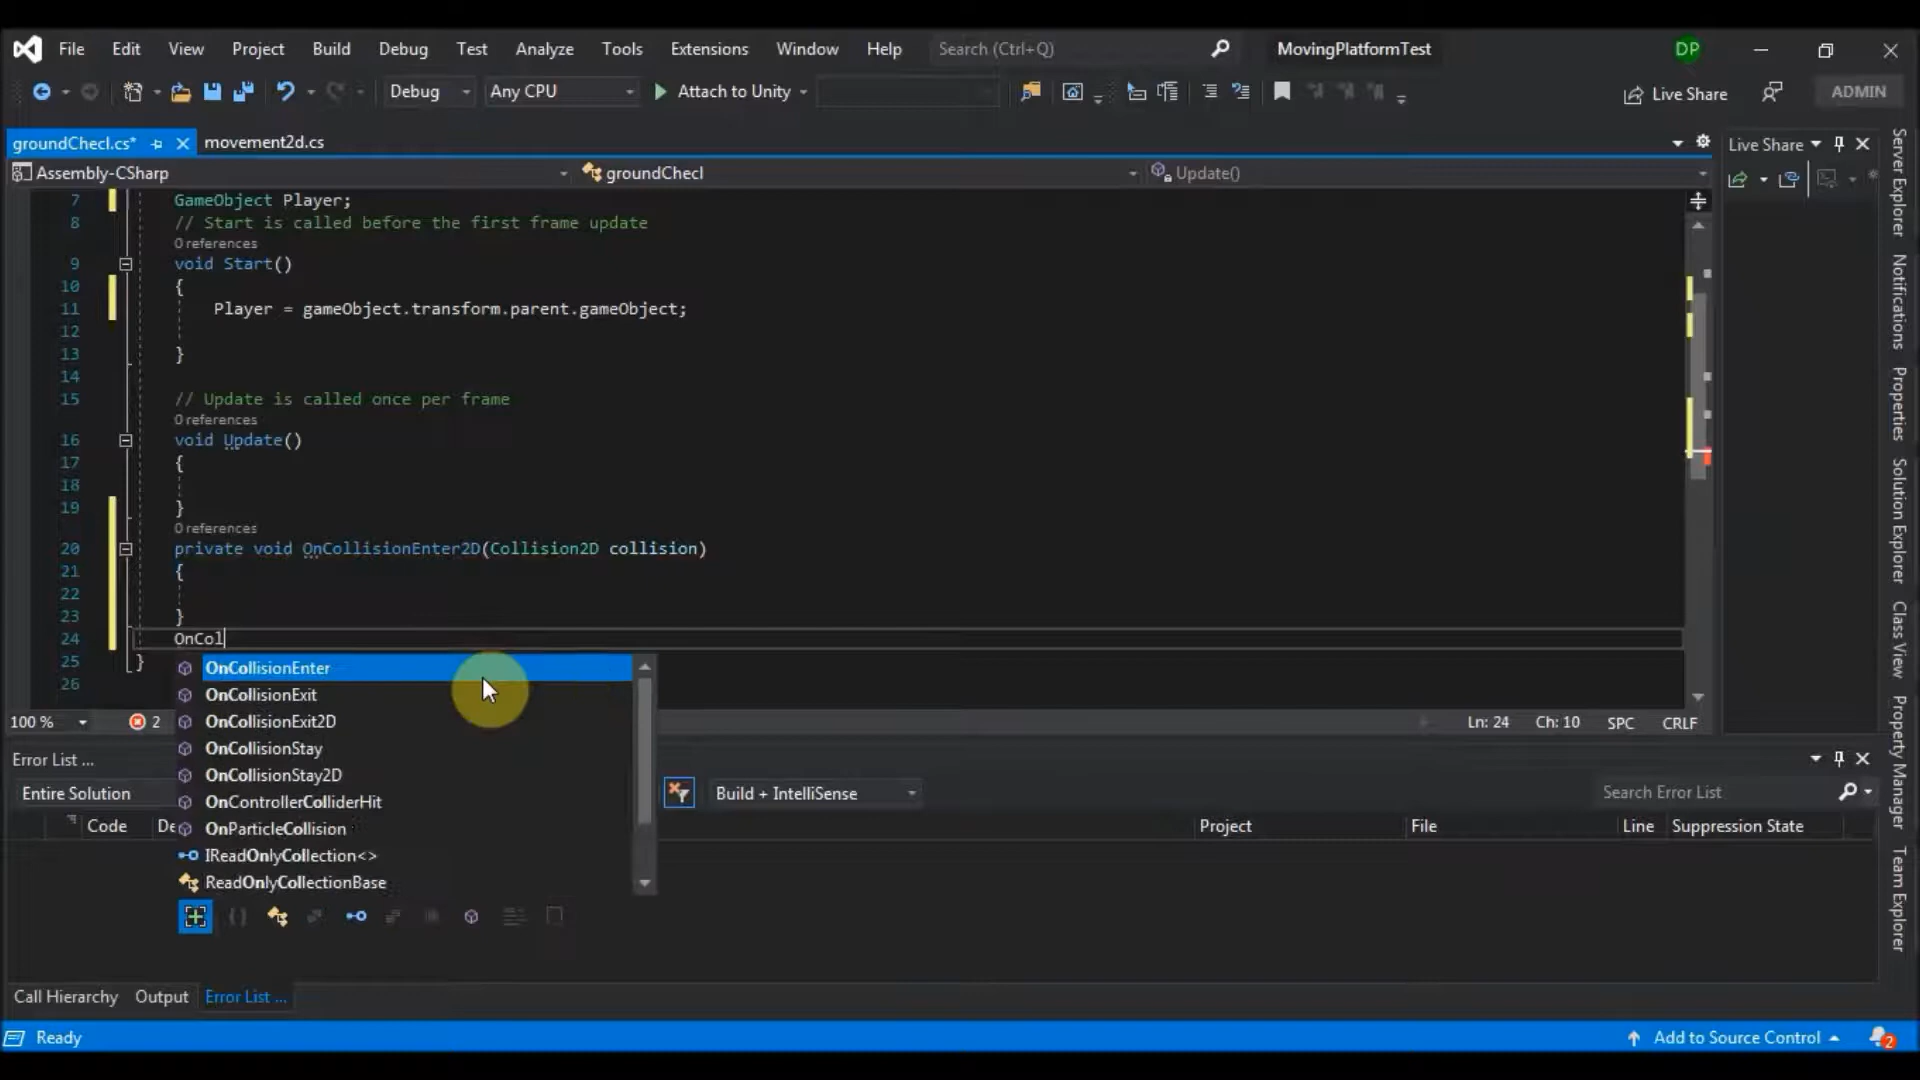 File Edit View Project Build Debug Test Analyze Tools Extensions Window Help Search (Ctrl+Q) MovingPlatformTest DP
Debug Any CPU Attach to Unity Live Share ADMIN
groundChecl.cs* movement2d.cs Live Share
Assembly-CSharp groundChecl Update()
7 GameObject Player;
8 // Start is called before the first frame update
0 references
9 void Start()
10 {
11 Player = gameObject.transform.parent.gameObject;
12
13 }
14
15 // Update is called once per frame
0 references
16 void Update()
17 {
18
19 }
0 references
20 private void OnCollisionEnter2D(Collision2D collision)
21 {
22
23 }
24 OnCol
25 }
26
OnCollisionEnter
OnCollisionExit
OnCollisionExit2D
OnCollisionStay
OnCollisionStay2D
OnControllerColliderHit
OnParticleCollision
IReadOnlyCollection<>
ReadOnlyCollectionBase
100 % 2 Ln: 24 Ch: 10 SPC CRLF
Error List ...
Entire Solution Build + IntelliSense Search Error List
Code De Project File Line Suppression State
Call Hierarchy Output Error List ...
Ready Add to Source Control 2
Server Explorer
Notifications
Properties
Solution Explorer
Class View
Property Manager
Team Explorer